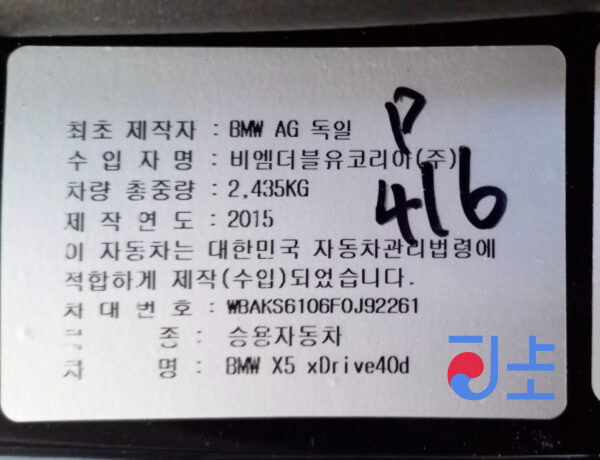 최초 제작자 : BMW AG 독일
수 입 자 명 : 비엠더블유코리아(주)
차량 총중량 : 2,435KG
제 작 연 도 : 2015
이 자동차는 대한민국 자동차관리법령에
적합하게 제작(수입)되었습니다.
차 대 번 호 : WBAKS6106F0J92261
종 : 승용자동차
차 명 : BMW X5 xDrive40d
P
416